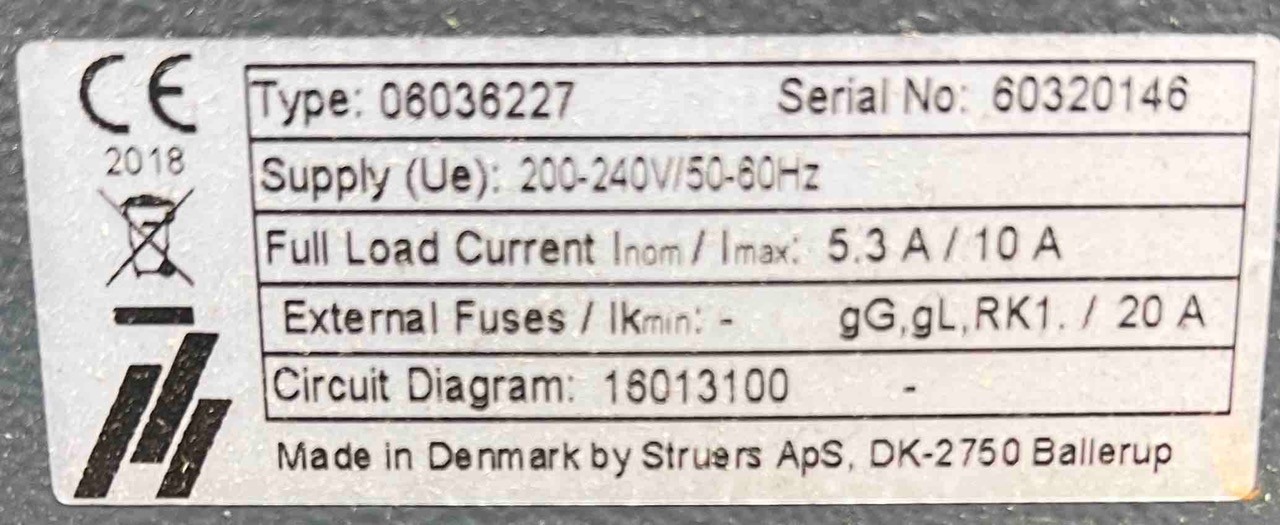 CE
2018
Type: 06036227 Serial No: 60320146
Supply (Ue): 200-240V/50-60Hz
Full Load Current Inom / Imax: 5.3 A / 10 A
External Fuses / Ikmin: - gG,gL,RK1. / 20 A
Circuit Diagram: 16013100 -
Made in Denmark by Struers ApS, DK-2750 Ballerup